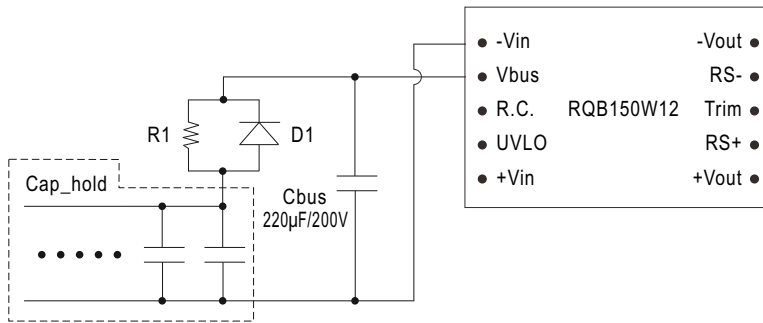 -Vin -Vout
Vbus RS-
R.C. RQB150W12 Trim
UVLO RS+
+Vin +Vout
R1 D1
Cap_hold
Cbus
220µF/200V